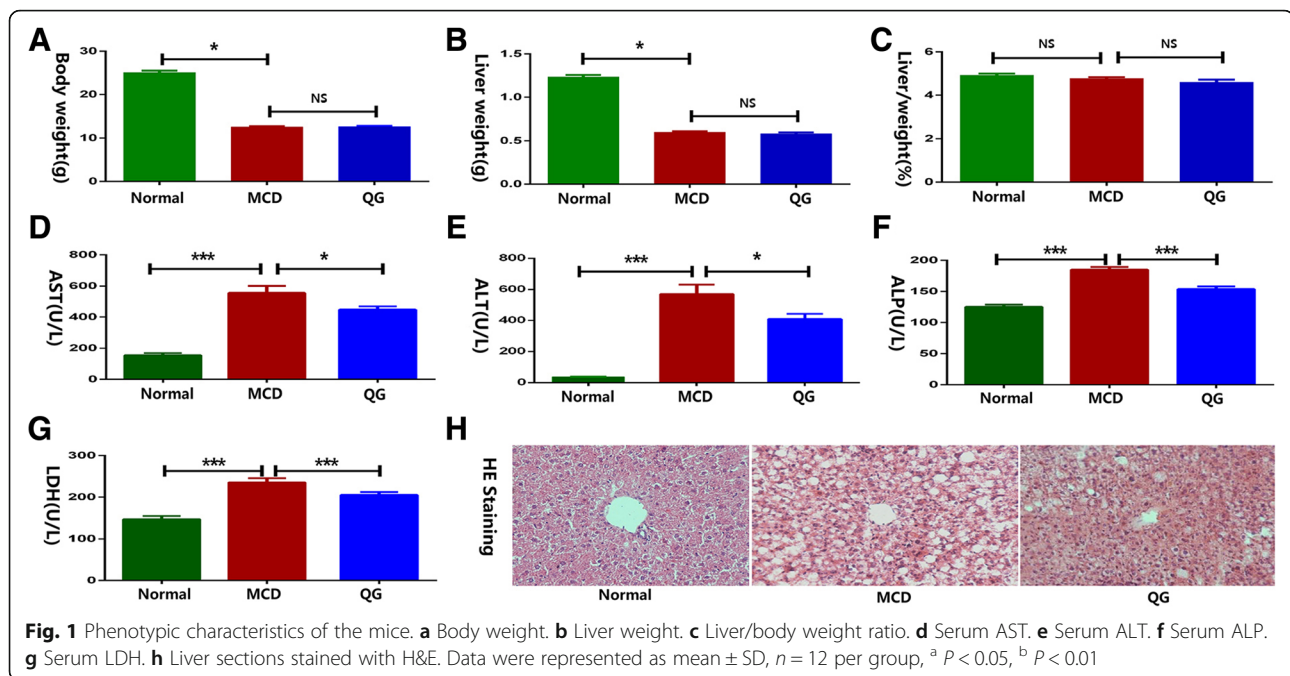 A
Body weight(g)
30
20
10
0
*
NS
Normal MCD QG
B
Liver weight(g)
1.5
1.2
0.9
0.6
0.3
0.0
*
NS
Normal MCD QG
C
Liver/weight(%)
6
4
2
0
NS NS
Normal MCD QG
D
AST(U/L)
800
600
400
200
0
*** *
Normal MCD QG
E
ALT(U/L)
800
600
400
200
0
*** *
Normal MCD QG
F
ALP(U/L)
200
150
100
50
0
*** ***
Normal MCD QG
G
LDH(U/L)
300
200
100
0
*** ***
Normal MCD QG
H
HE Staining
Normal MCD QG
Fig. 1 Phenotypic characteristics of the mice. a Body weight. b Liver weight. c Liver/body weight ratio. d Serum AST. e Serum ALT. f Serum ALP.
g Serum LDH. h Liver sections stained with H&E. Data were represented as mean ± SD, n = 12 per group, a P < 0.05, b P < 0.01